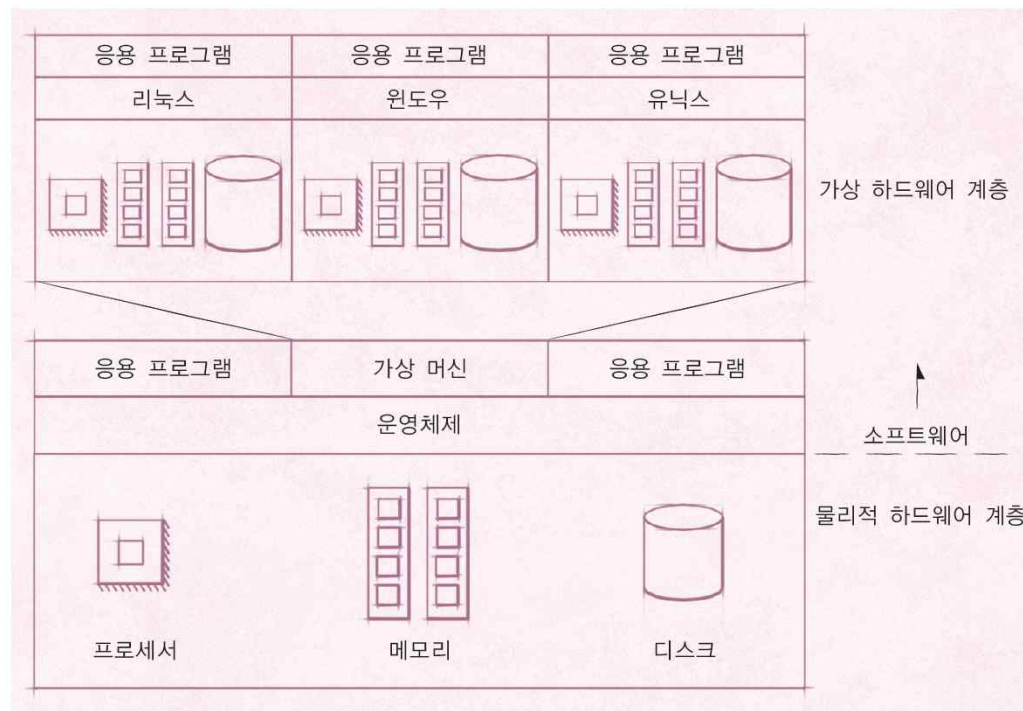 응용 프로그램 응용 프로그램 응용 프로그램
리눅스 윈도우 유닉스
가상 하드웨어 계층
응용 프로그램 가상 머신 응용 프로그램
운영체제
소프트웨어
물리적 하드웨어 계층
프로세서 메모리 디스크